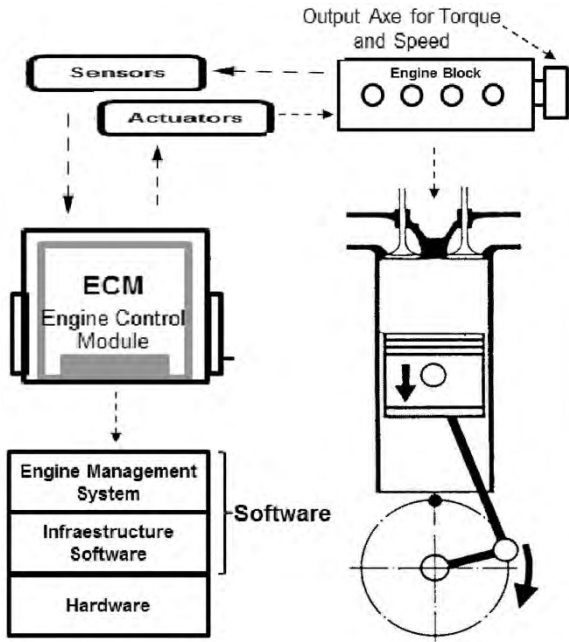 Output Axe for Torque
and Speed
Sensors
Engine Block
Actuators
ECM
Engine Control
Module
Engine Management
System
Software
Infraestructure
Software
Hardware